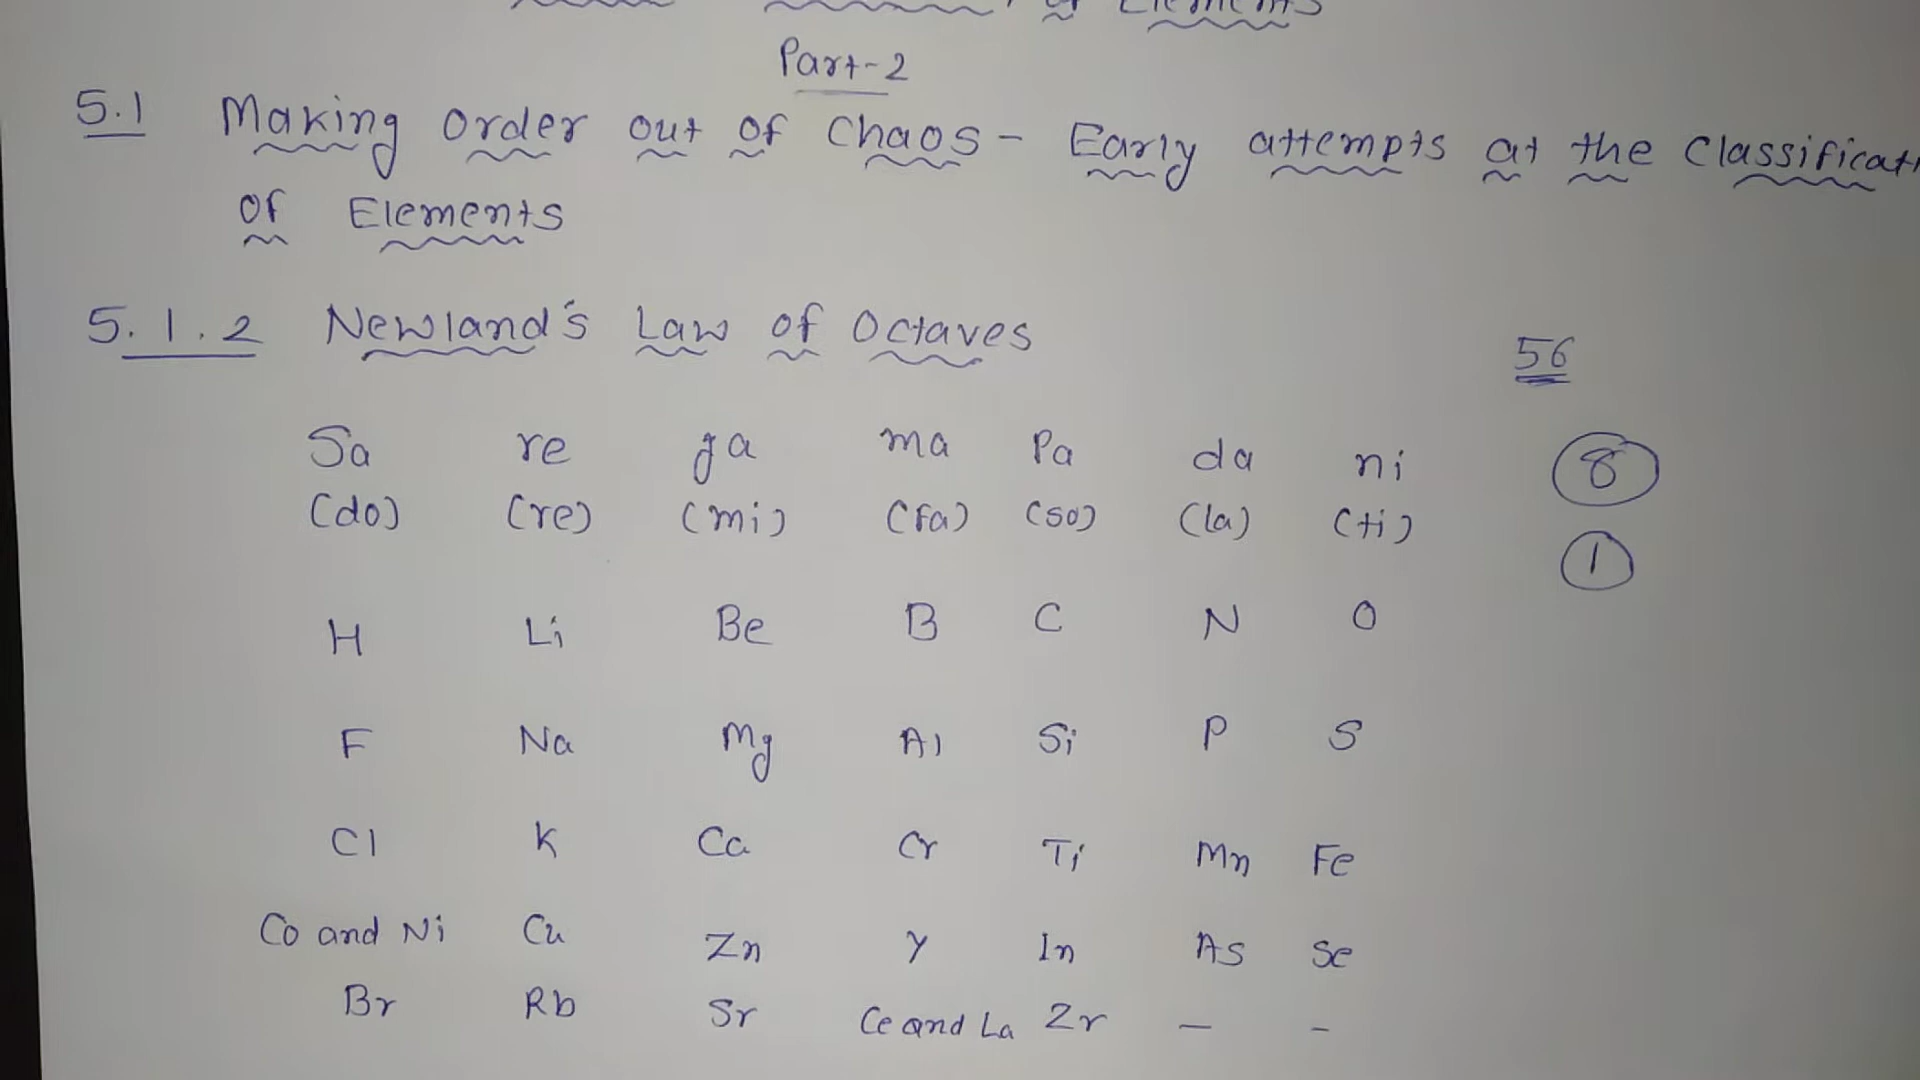 of Elements
Part-2
5.1 Making order out of Chaos - Early attempts at the Classificati
of Elements
5.1.2 Newland's Law of Octaves
56
Sa re ga ma Pa da ni 8
(do) (re) (mi) (fa) (so) (la) (ti) 1
H Li Be B C N O
F Na Mg Al Si P S
Cl K Ca Cr Ti Mn Fe
Co and Ni Cu Zn Y In As Se
Br Rb Sr Ce and La Zr — –